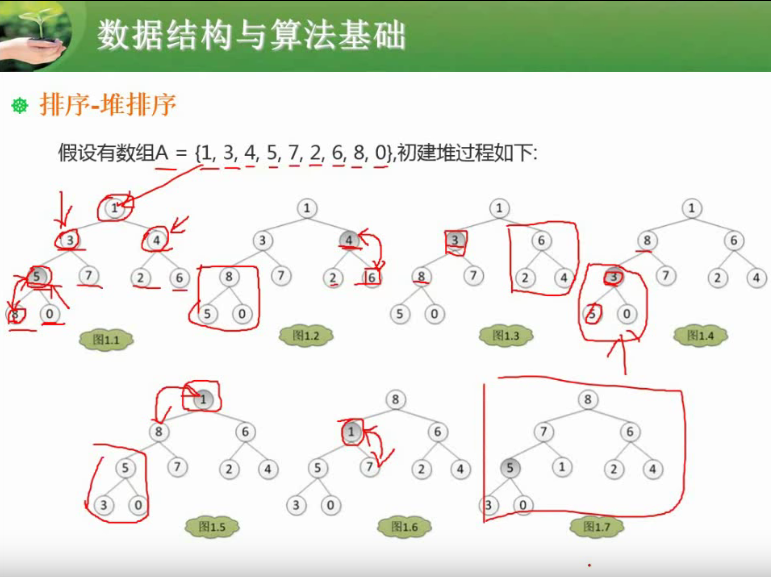 数据结构与算法基础
排序-堆排序
假设有数组A = {1, 3, 4, 5, 7, 2, 6, 8, 0},初建堆过程如下:
1 1 1 1
3 4 3 4 3 6 8 6
5 7 2 6 8 7 2 6 8 7 2 4 3 7 2 4
8 0 5 0 5 0 5 0
图1.1 图1.2 图1.3 图1.4
1 8 8
8 6 1 6 7 6
5 7 2 4 5 7 2 4 5 1 2 4
3 0 3 0 3 0
图1.5 图1.6 图1.7